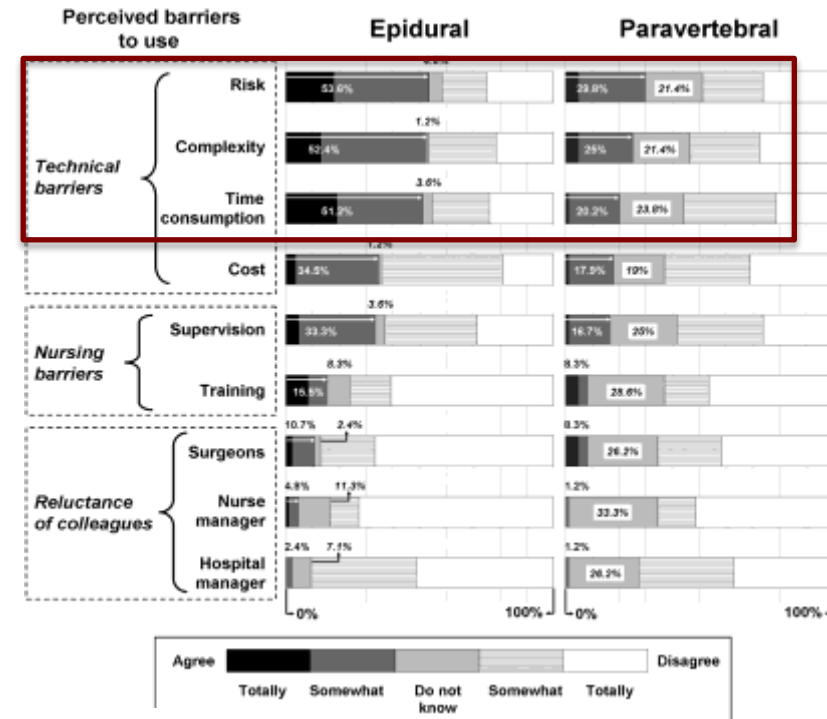 Perceived barriers
to use
Epidural
Paravertebral
Technical
barriers
Risk
53.6%
29.8%
21.4%
Complexity
1.2%
52.4%
25%
21.4%
Time
consumption
3.6%
51.2%
20.2%
23.8%
Cost
1.2%
34.5%
17.9%
19%
Nursing
barriers
Supervision
3.6%
33.3%
16.7%
25%
Training
8.3%
15.5%
8.3%
28.6%
Reluctance
of colleagues
Surgeons
10.7%
2.4%
8.3%
26.2%
Nurse
manager
4.8%
11.3%
1.2%
33.3%
Hospital
manager
2.4%
7.1%
1.2%
26.2%
0%
100%
0%
100%
Agree
Disagree
Totally
Somewhat
Do not
know
Somewhat
Totally